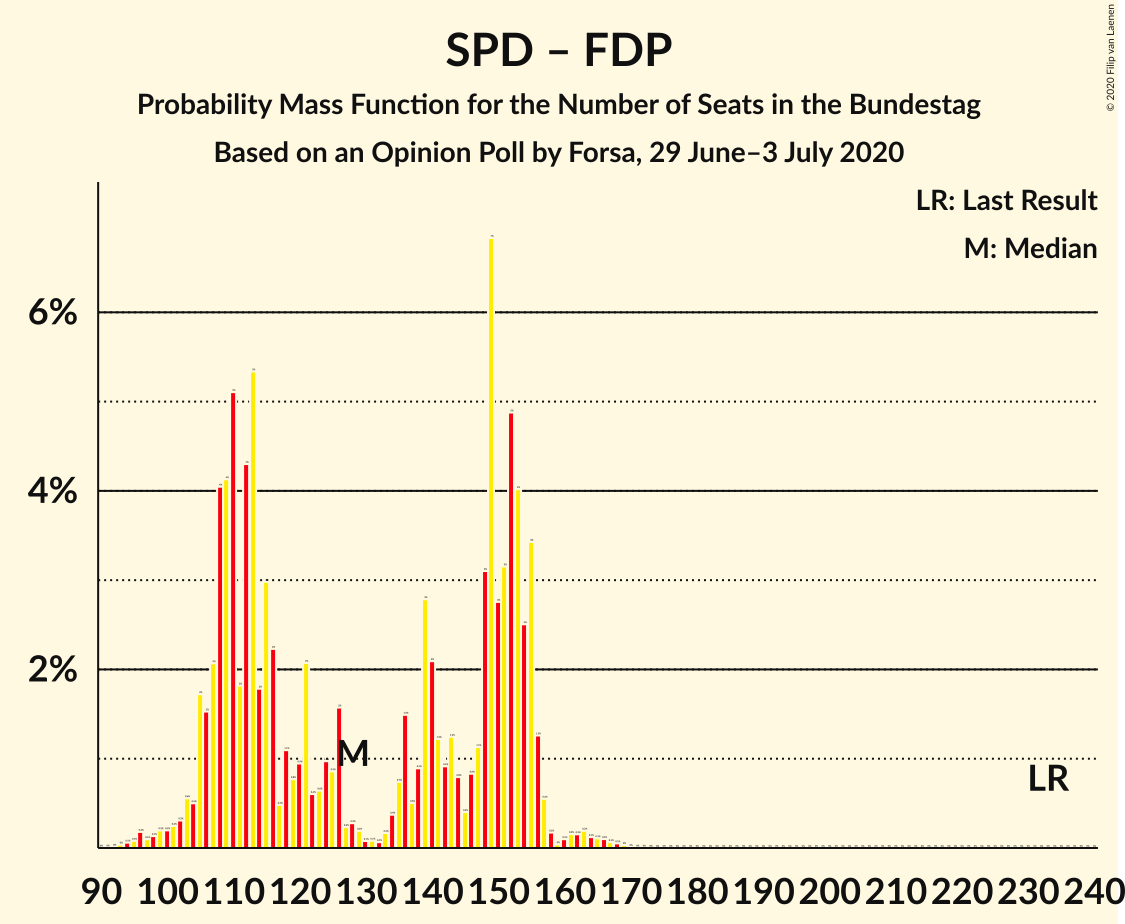 SPD – FDP
Probability Mass Function for the Number of Seats in the Bundestag
Based on an Opinion Poll by Forsa, 29 June–3 July 2020
© 2020 Filip van Laenen
LR: Last Result
M: Median
6%
4%
2%
M
LR
90 100 110 120 130 140 150 160 170 180 190 200 210 220 230 240